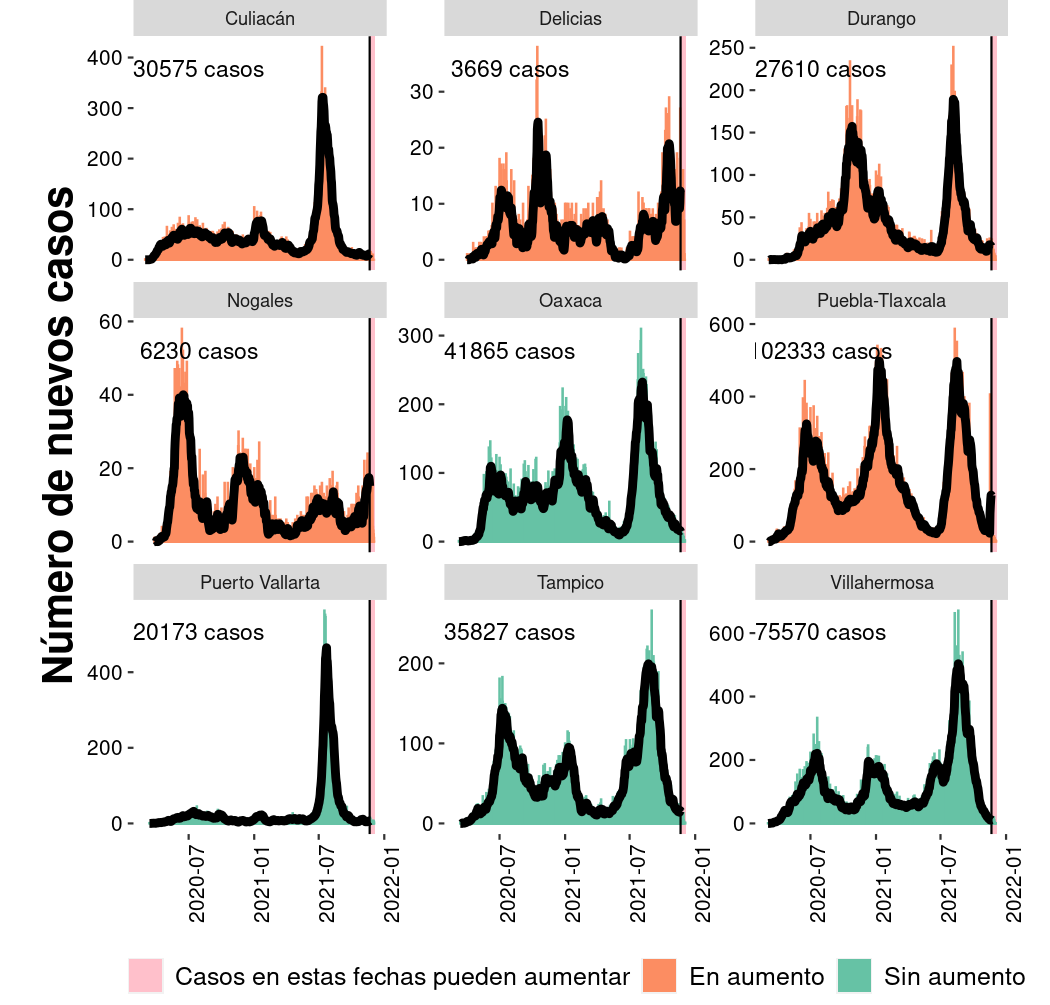 Número de nuevos casos
Culiacán
400
300
200
100
0
30575 casos
Delicias
30
20
10
0
3669 casos
Durango
250
200
150
100
50
0
27610 casos
Nogales
60
40
20
0
6230 casos
Oaxaca
300
200
100
0
41865 casos
Puebla-Tlaxcala
600
400
200
0
102333 casos
Puerto Vallarta
400
200
0
20173 casos
2020-07
2021-01
2021-07
2022-01
Tampico
200
100
0
35827 casos
2020-07
2021-01
2021-07
2022-01
Villahermosa
600
400
200
0
75570 casos
2020-07
2021-01
2021-07
2022-01
Casos en estas fechas pueden aumentar
En aumento
Sin aumento